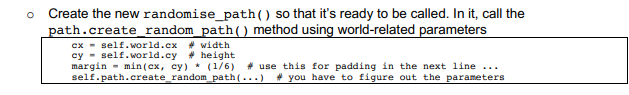 o Create the new randomise_path() so that it's ready to be called. In it, call the
path.create_random_path() method using world-related parameters
cx = self.world.cx # width
cy = self.world.cy # height
margin = min(cx, cy) * (1/6) # use this for padding in the next line ...
self.path.create_random_path(...) # you have to figure out the parameters